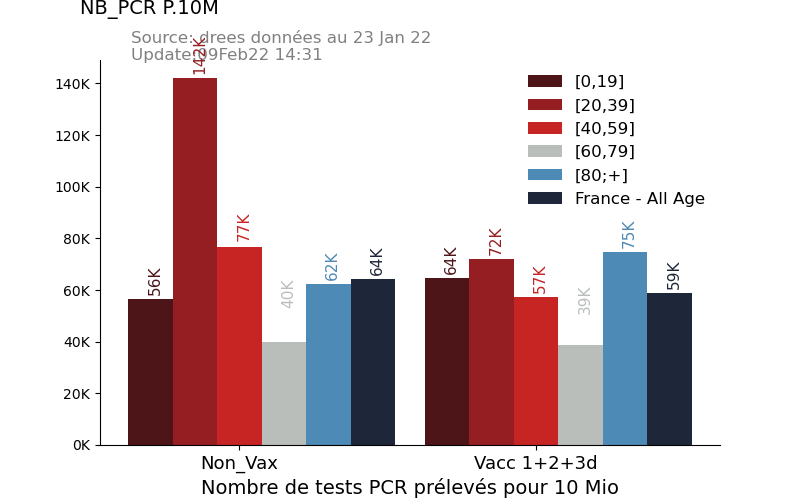 NB_PCR P.10M
Source: drees données au 23 Jan 22
Update 09Feb22 14:31
140K
120K
100K
80K
60K
40K
20K
0K
56K
142K
77K
40K
62K
64K
64K
72K
57K
39K
75K
59K
[0,19]
[20,39]
[40,59]
[60,79]
[80;+]
France - All Age
Non_Vax
Vacc 1+2+3d
Nombre de tests PCR prélevés pour 10 Mio